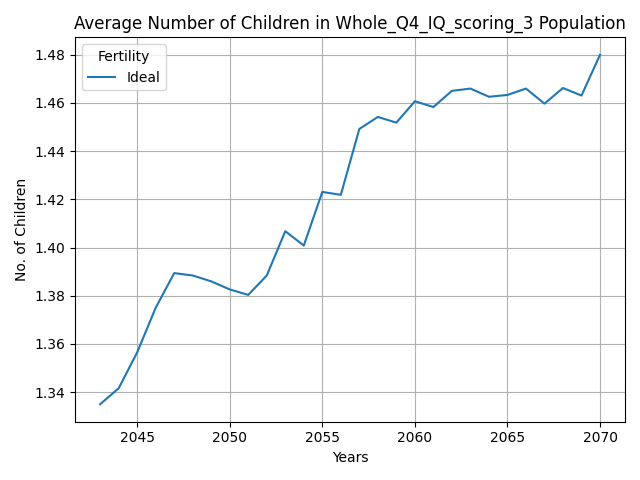 Average Number of Children in Whole_Q4_IQ_scoring_3 Population
Fertility
Ideal
No. of Children
1.48
1.46
1.44
1.42
1.40
1.38
1.36
1.34
2045 2050 2055 2060 2065 2070
Years